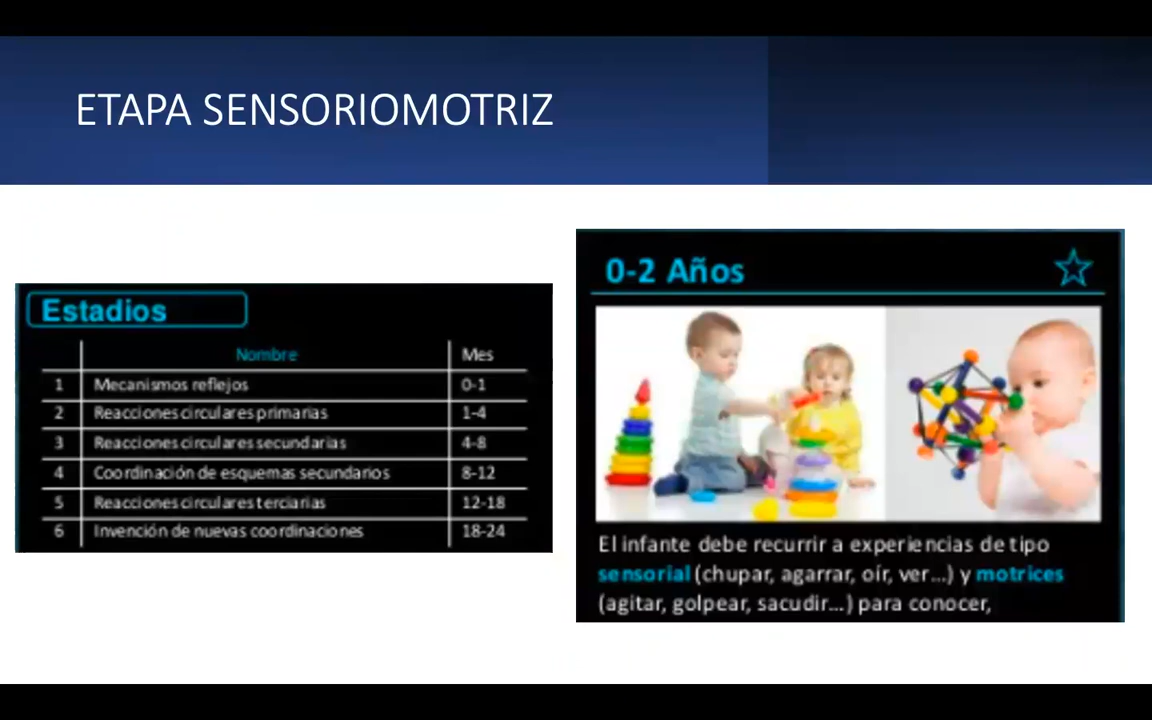 ETAPA SENSORIOMOTRIZ
Estadios
Nombre Mes
1 Mecanismos reflejos 0-1
2 Reacciones circulares primarias 1-4
3 Reacciones circulares secundarias 4-8
4 Coordinación de esquemas secundarios 8-12
5 Reacciones circulares terciarias 12-18
6 Invención de nuevas coordinaciones 18-24
0-2 Años
El infante debe recurrir a experiencias de tipo
sensorial (chupar, agarrar, oír, ver...) y motrices
(agitar, golpear, sacudir...) para conocer,